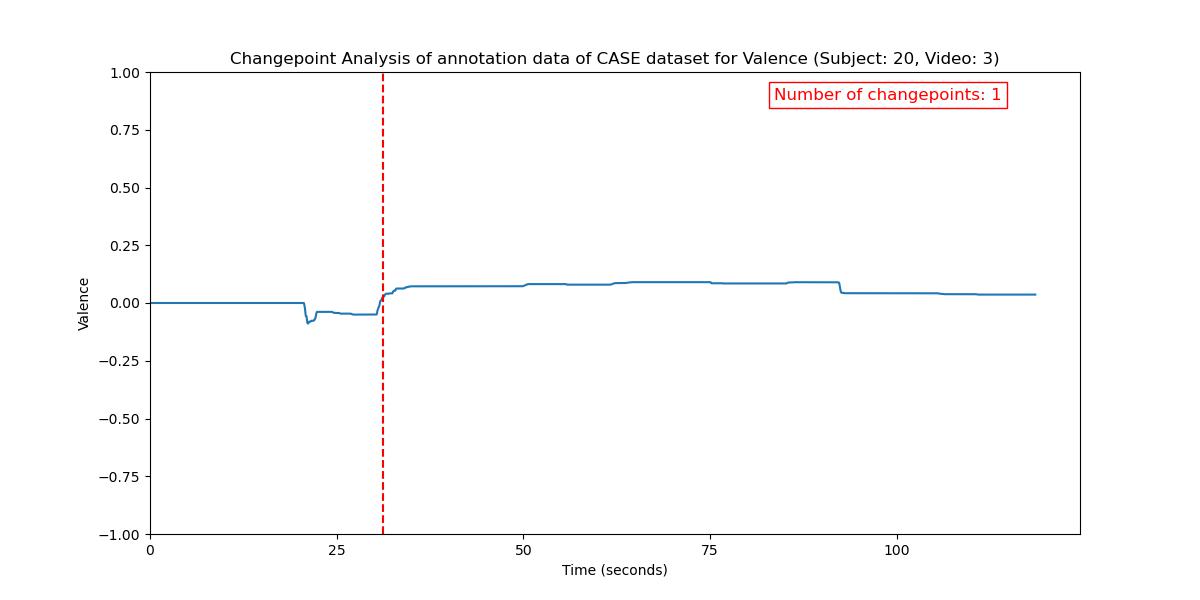 Changepoint Analysis of annotation data of CASE dataset for Valence (Subject: 20, Video: 3)
Number of changepoints: 1
1.00
0.75
0.50
0.25
0.00
−0.25
−0.50
−0.75
−1.00
Valence
0 25 50 75 100
Time (seconds)